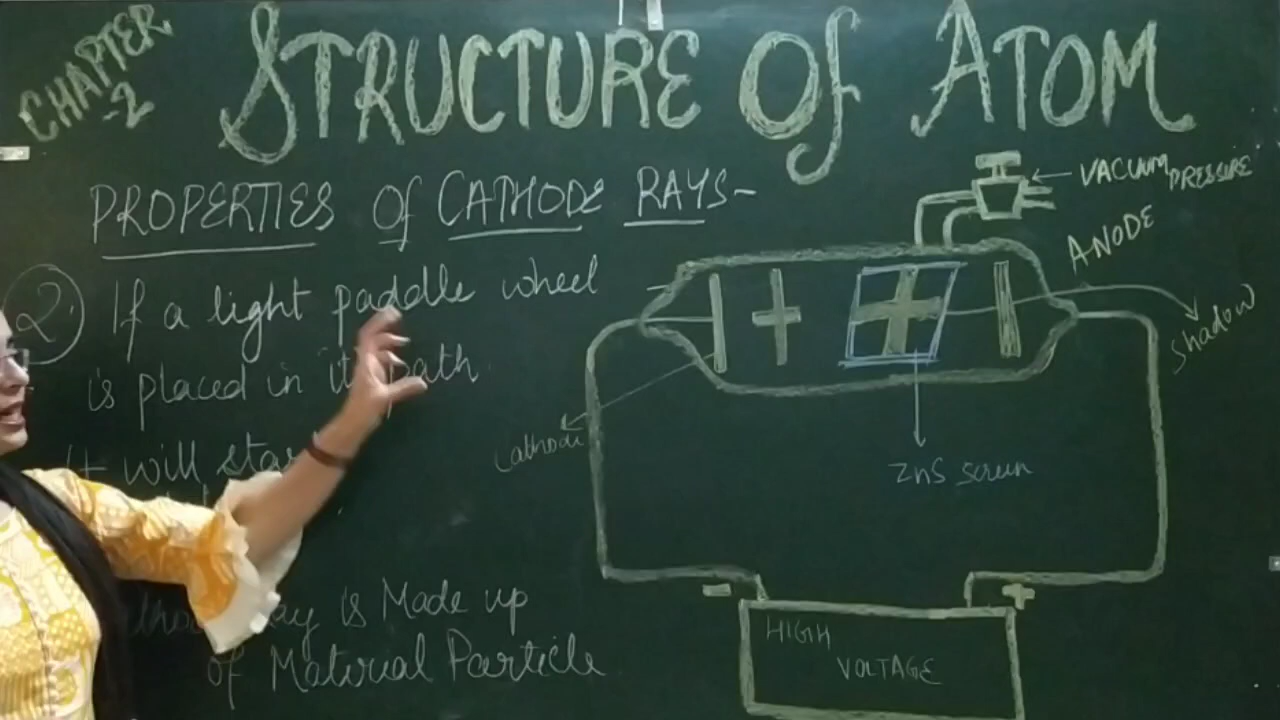 CHAPTER
-2
STRUCTURE Of ATOM
PROPERTIES Of CATHODE RAYS-
2. If a light paddle wheel
is placed in its path
It will
Ray is Made up
of Material Particle
VACUUM PRESSURE
ANODE
shadow
Cathode
ZnS screen
-
+
HIGH
VOLTAGE